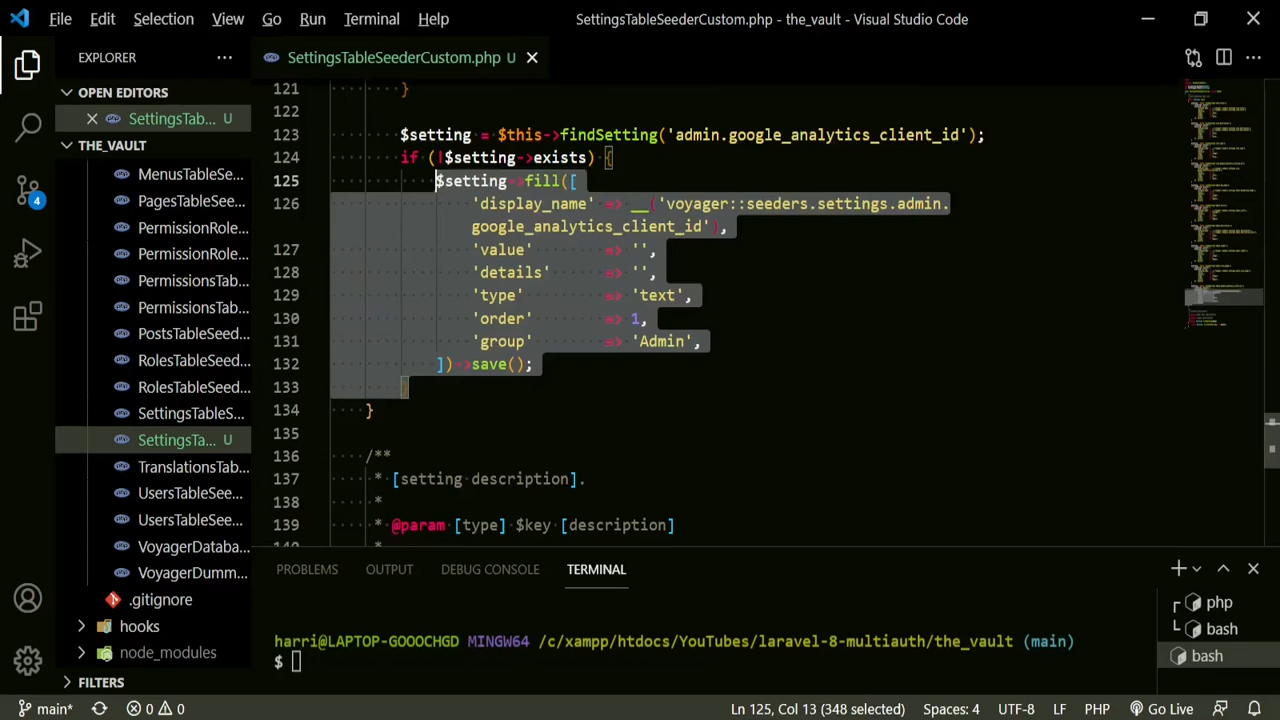 File Edit Selection View Go Run Terminal Help
SettingsTableSeederCustom.php - the_vault - Visual Studio Code
EXPLORER
SettingsTableSeederCustom.php U
OPEN EDITORS
SettingsTab... U
THE_VAULT
MenusTableSe...
PagesTableSee...
PermissionRole...
PermissionRole...
PermissionsTab...
PermissionsTab...
PostsTableSeed...
RolesTableSeed...
RolesTableSeed...
SettingsTableS...
SettingsTa... U
TranslationsTab...
UsersTableSee...
UsersTableSee...
VoyagerDataba...
VoyagerDumm...
.gitignore
hooks
node_modules
FILTERS
4
121 }
122
123 $setting = $this->findSetting('admin.google_analytics_client_id');
124 if (!$setting->exists) {
125 $setting->fill([
126 'display_name' => __('voyager::seeders.settings.admin.
google_analytics_client_id'),
127 'value' => '',
128 'details' => '',
129 'type' => 'text',
130 'order' => 1,
131 'group' => 'Admin',
132 ])->save();
133 }
134 }
135
136 /**
137 * [setting description].
138 *
139 * @param [type] $key [description]
140 *
PROBLEMS OUTPUT DEBUG CONSOLE TERMINAL
harri@LAPTOP-GOOOCHGD MINGW64 /c/xampp/htdocs/YouTubes/laravel-8-multiauth/the_vault (main)
$
php
bash
bash
main* 0 0 Ln 125, Col 13 (348 selected) Spaces: 4 UTF-8 LF PHP Go Live